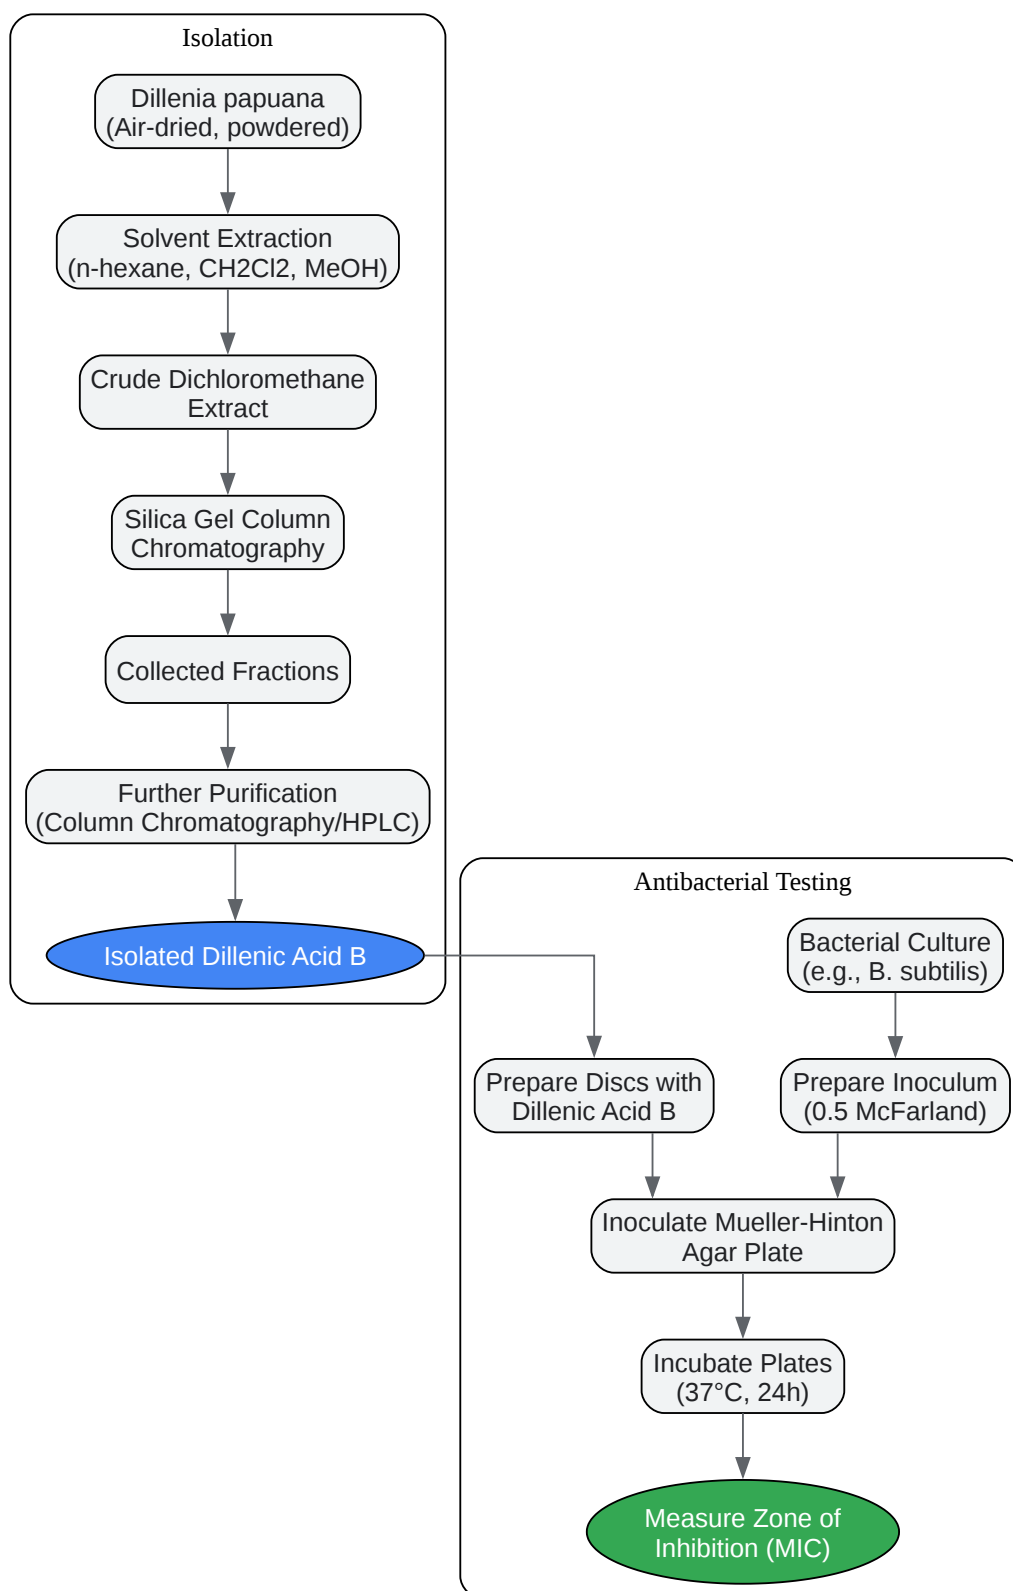 Isolation
Dillenia papuana
(Air-dried, powdered)
Solvent Extraction
(n-hexane, CH2Cl2, MeOH)
Crude Dichloromethane
Extract
Silica Gel Column
Chromatography
Collected Fractions
Further Purification
(Column Chromatography/HPLC)
Isolated Dillenic Acid B
Antibacterial Testing
Bacterial Culture
(e.g., B. subtilis)
Prepare Discs with
Dillenic Acid B
Prepare Inoculum
(0.5 McFarland)
Inoculate Mueller-Hinton
Agar Plate
Incubate Plates
(37°C, 24h)
Measure Zone of
Inhibition (MIC)